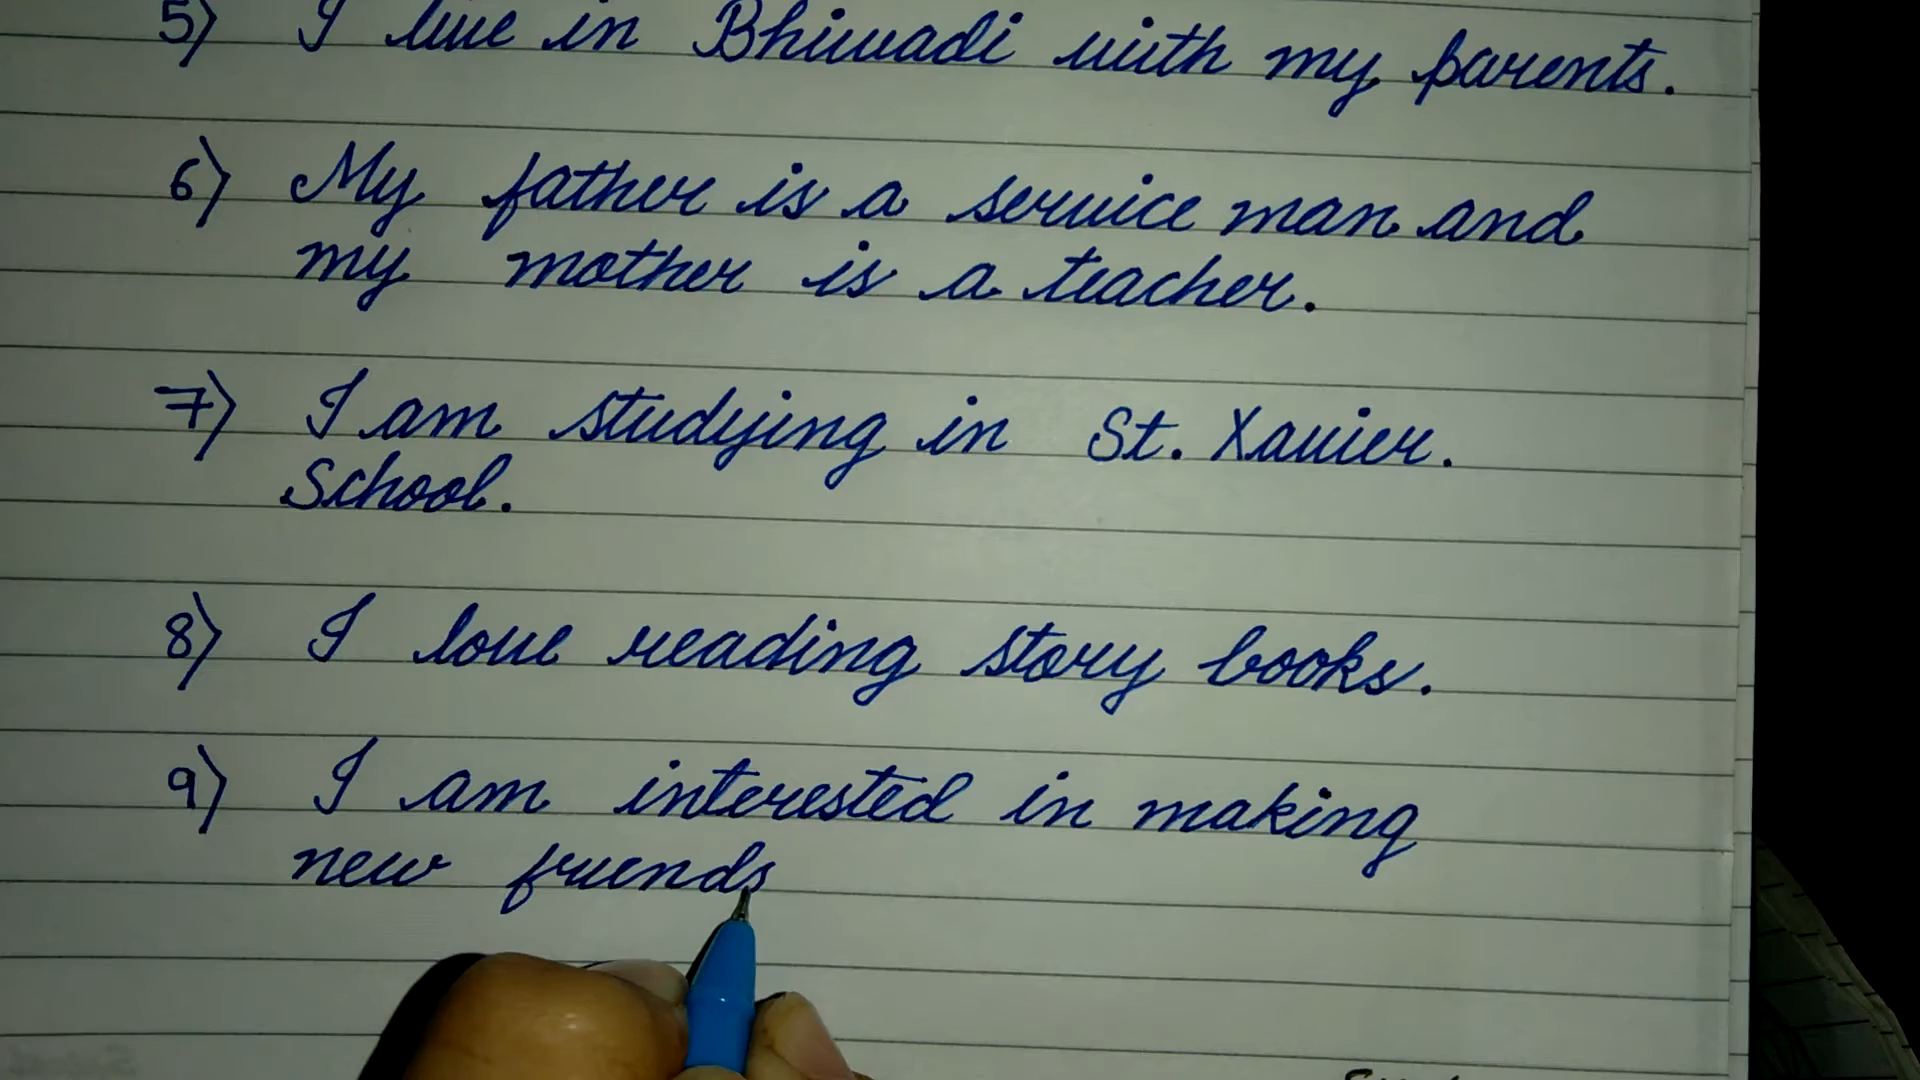 5) I live in Bhiwadi with my parents.
6) My father is a service man and
my mother is a teacher.
7) I am studying in St. Xavier.
School.
8) I love reading story books.
9) I am interested in making
new friends